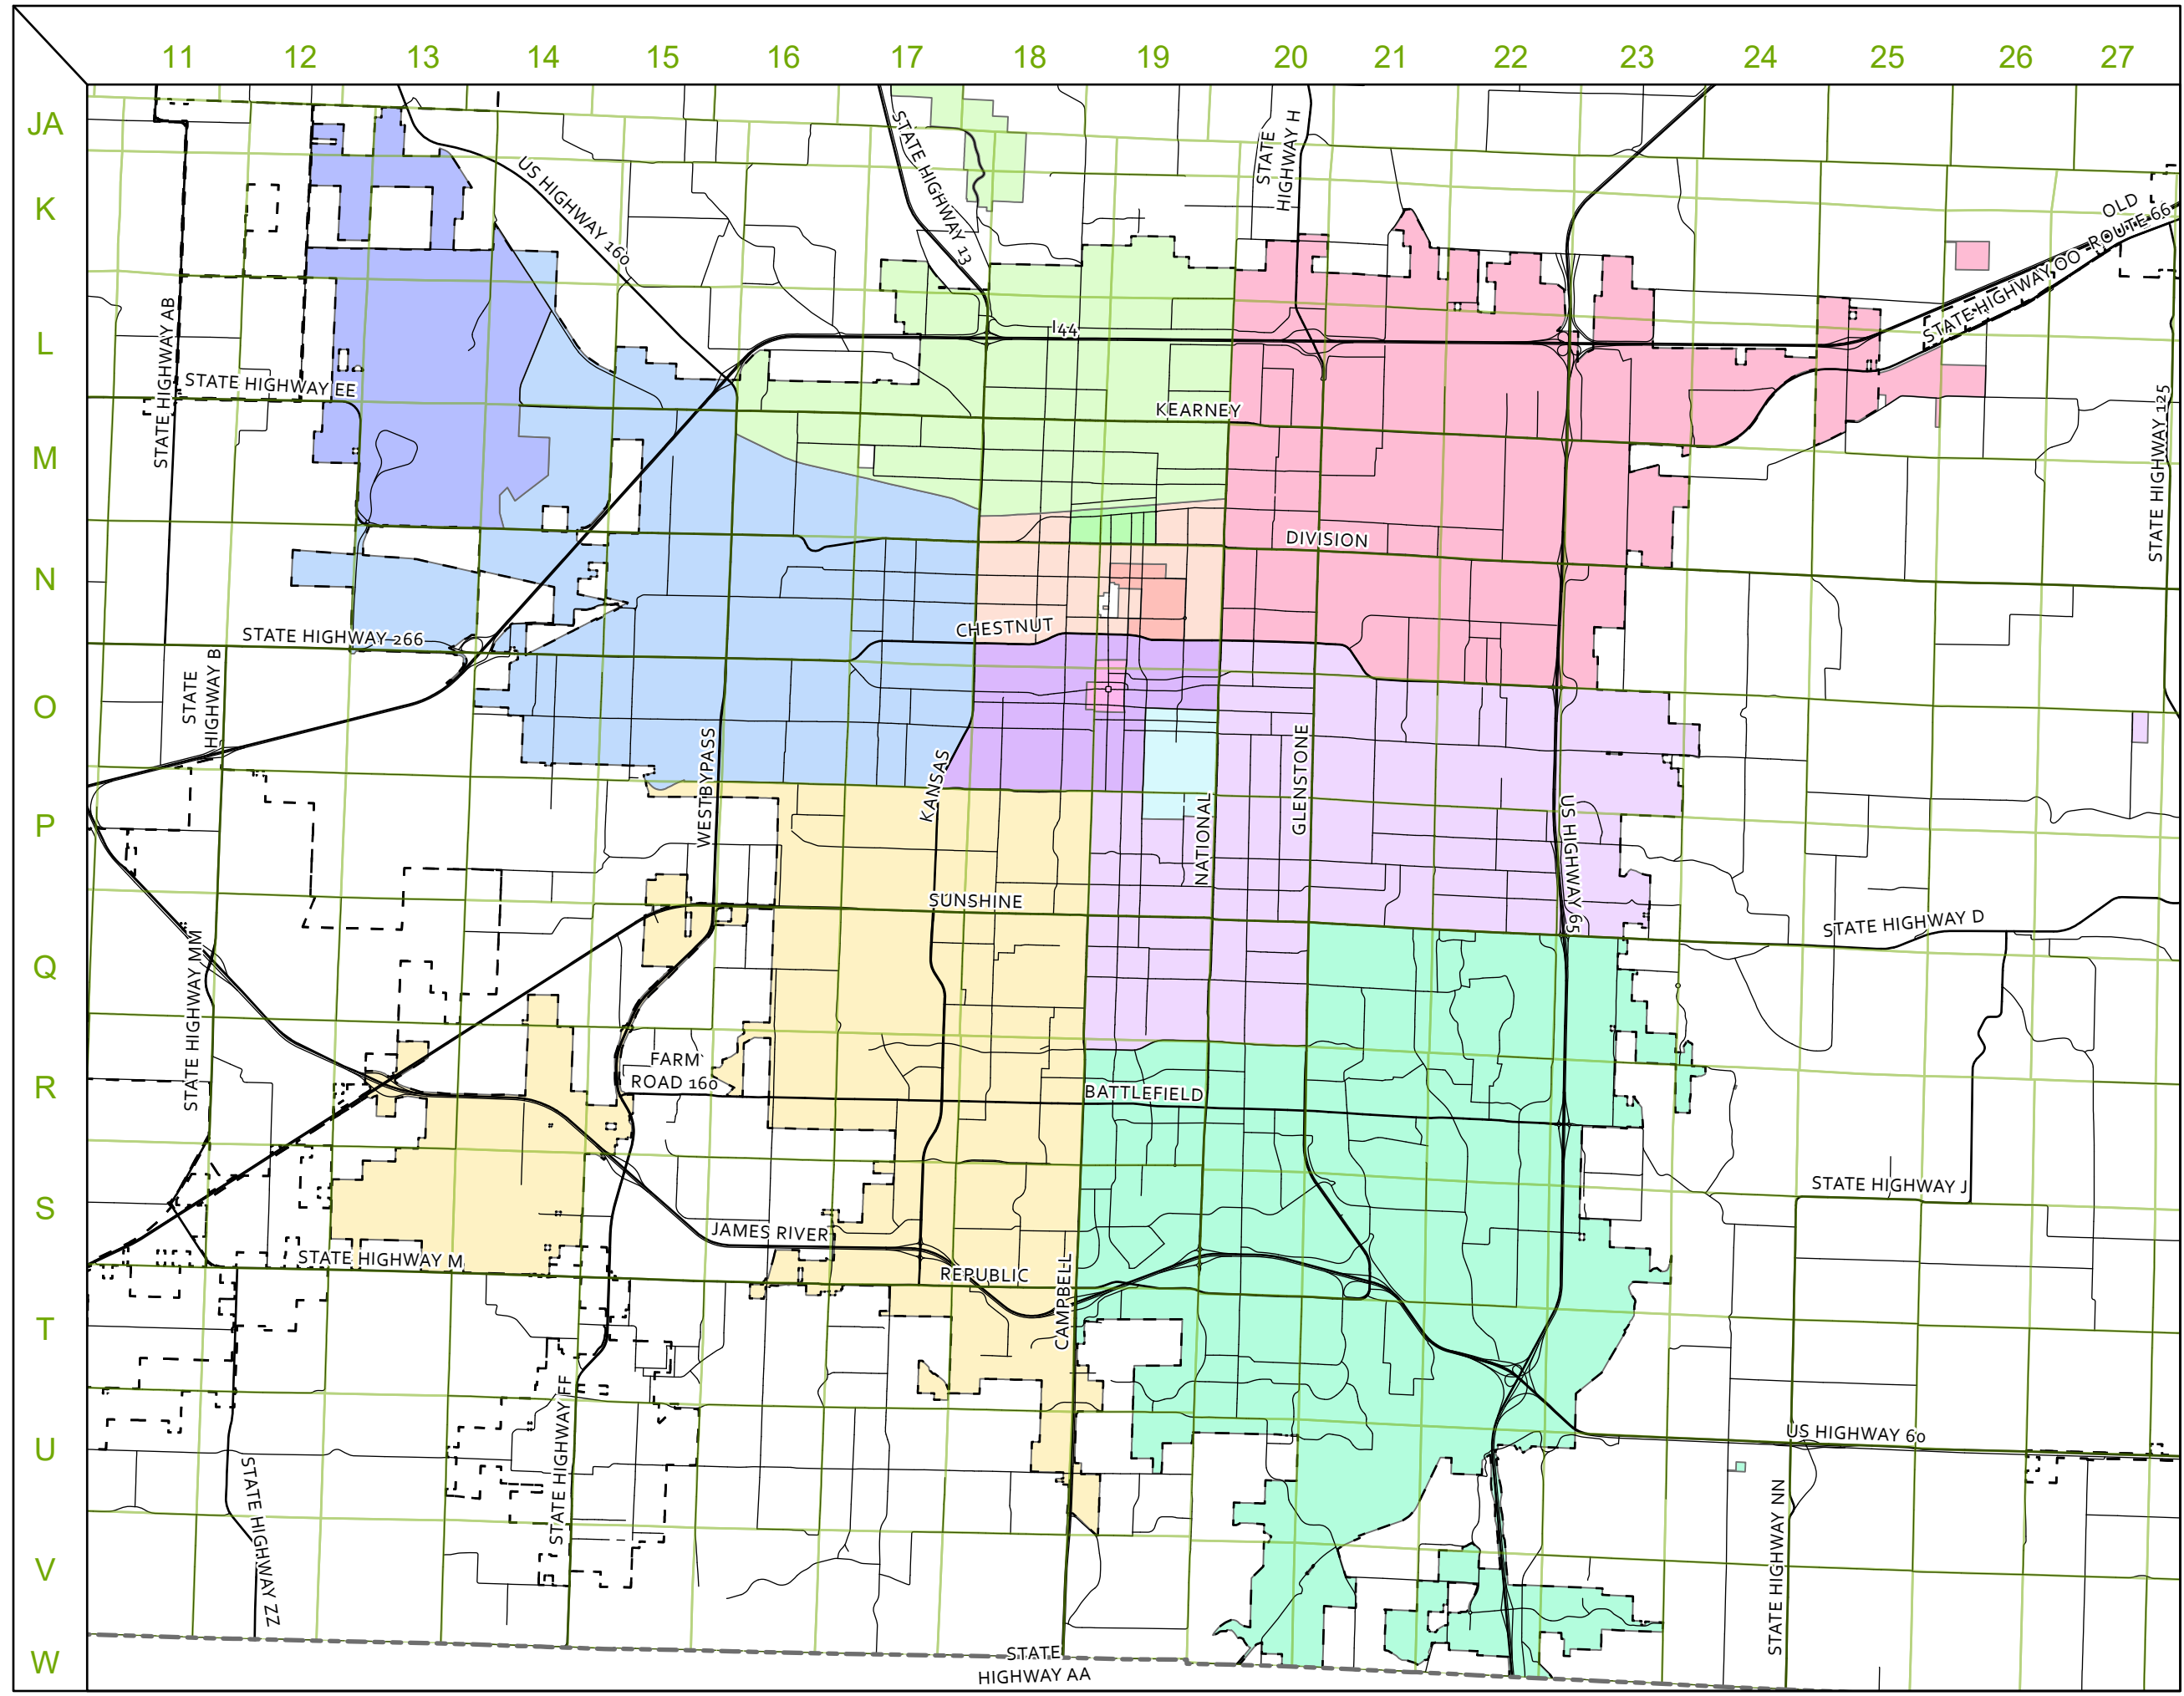 11 12 13 14 15 16 17 18 19 20 21 22 23 24 25 26 27
JA
STATE HIGHWAY 13
STATE
HIGHWAY H
K
US HIGHWAY 160
OLD
ROUTE 66
STATE HIGHWAY OO
L
STATE HIGHWAY AB
I44
STATE HIGHWAY EE
KEARNEY
STATE HIGHWAY 125
M
DIVISION
N
STATE HIGHWAY 266
CHESTNUT
O
STATE
HIGHWAY B
WESTBYPASS
KANSAS
GLENSTONE
P
NATIONAL
US HIGHWAY 65
SUNSHINE
STATE HIGHWAY D
Q
STATE HIGHWAY MM
R
FARM
ROAD 160
BATTLEFIELD
S
STATE HIGHWAY J
JAMES RIVER
STATE HIGHWAY M
REPUBLIC
CAMPBELL
T
STATE HIGHWAY FF
U
US HIGHWAY 60
STATE HIGHWAY ZZ
STATE HIGHWAY NN
V
W
STATE
HIGHWAY AA